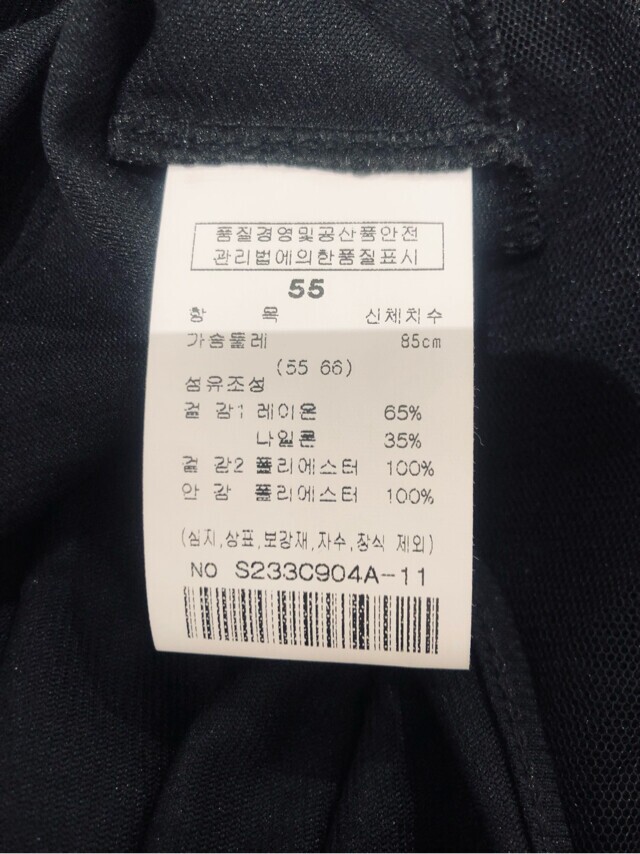 품질경영및공산품안전
관리법에의한품질표시
55
항 목 신체치수
가슴둘레 85cm
(55 66)
섬유조성
겉 감1 레이온 65%
나일론 35%
겉 감2 폴리에스터 100%
안 감 폴리에스터 100%
(심지,상표,보강재,자수,장식 제외)
NO S233C904A-11